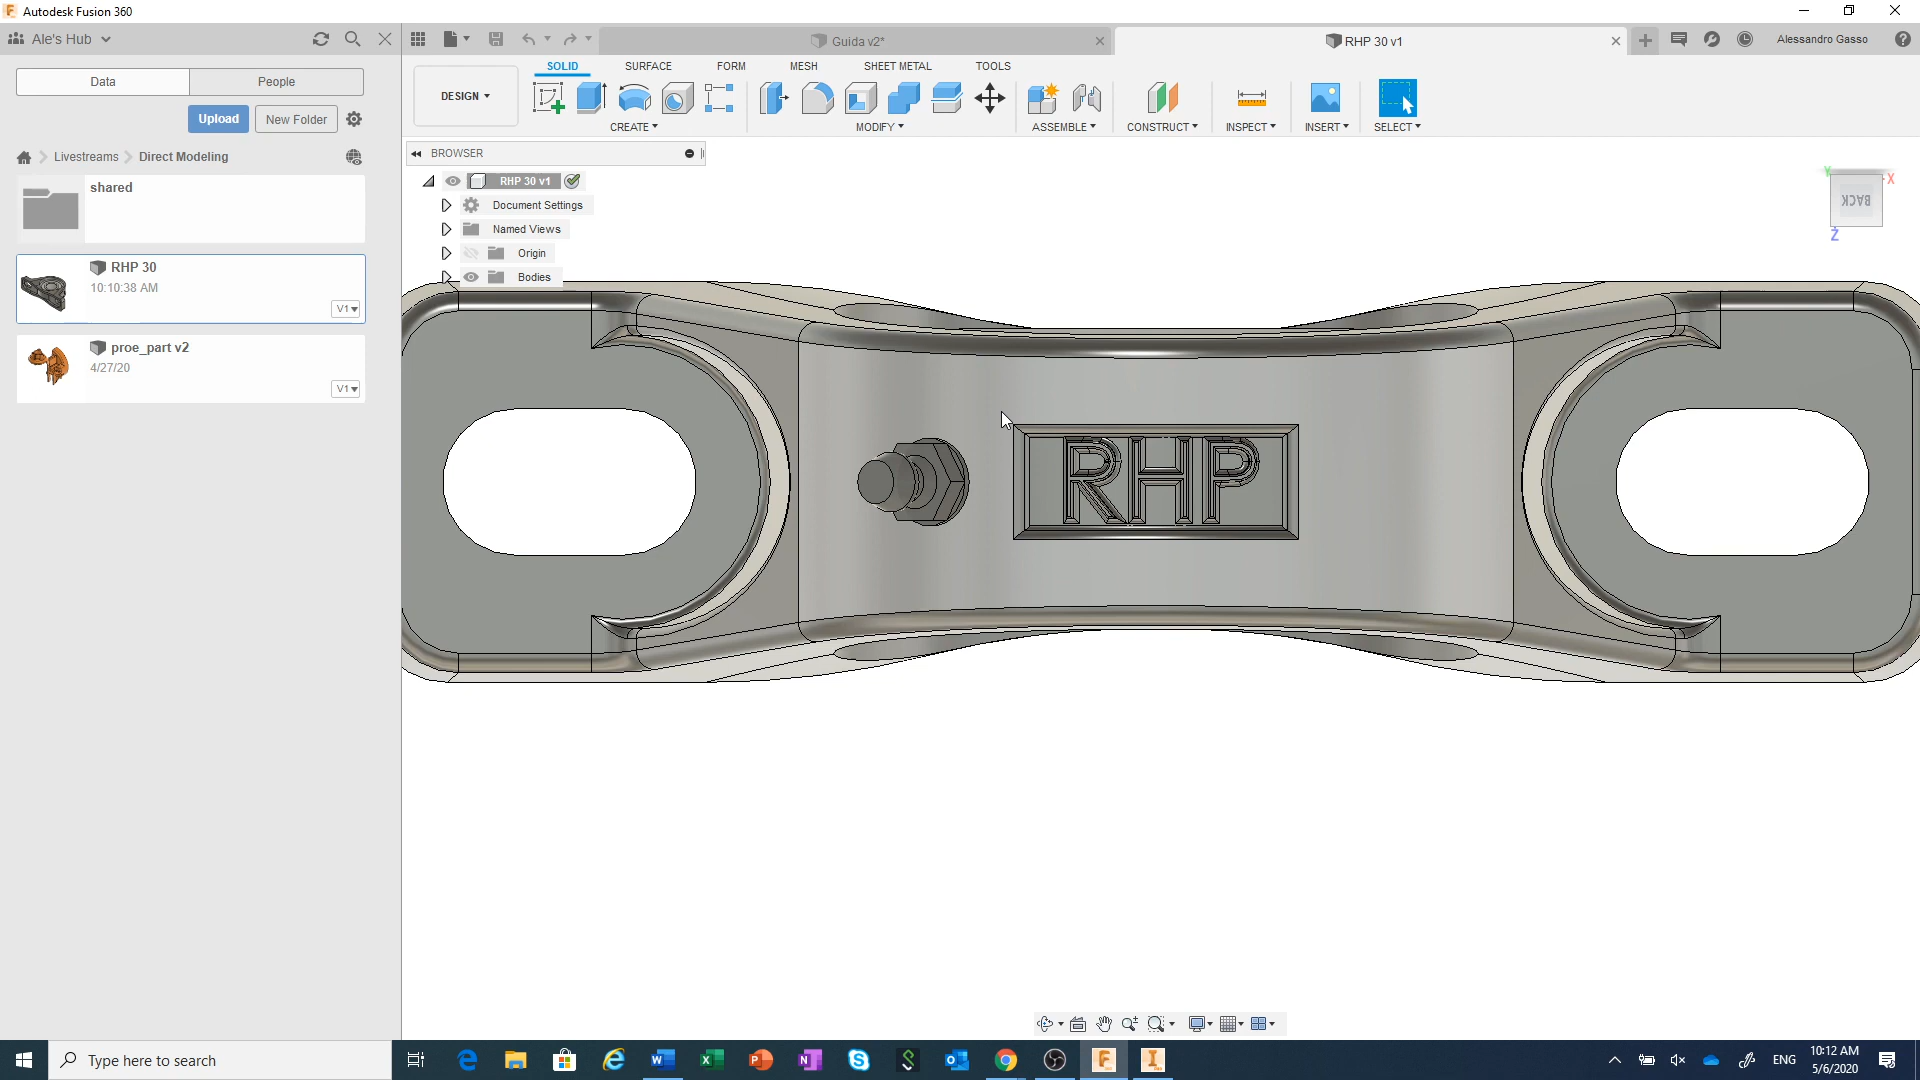 Autodesk Fusion 360
Ale's Hub
Guida v2*
RHP 30 v1
Alessandro Gasso
Data
People
SOLID
SURFACE
FORM
MESH
SHEET METAL
TOOLS
DESIGN
Upload
New Folder
CREATE
MODIFY
ASSEMBLE
CONSTRUCT
INSPECT
INSERT
SELECT
Livestreams
Direct Modeling
BROWSER
shared
RHP 30 v1
Document Settings
Named Views
Origin
Bodies
RHP 30
10:10:38 AM
V1
proe_part v2
4/27/20
V1
Y
X
BACK
Z
RHP
Type here to search
ENG
10:12 AM
5/6/2020